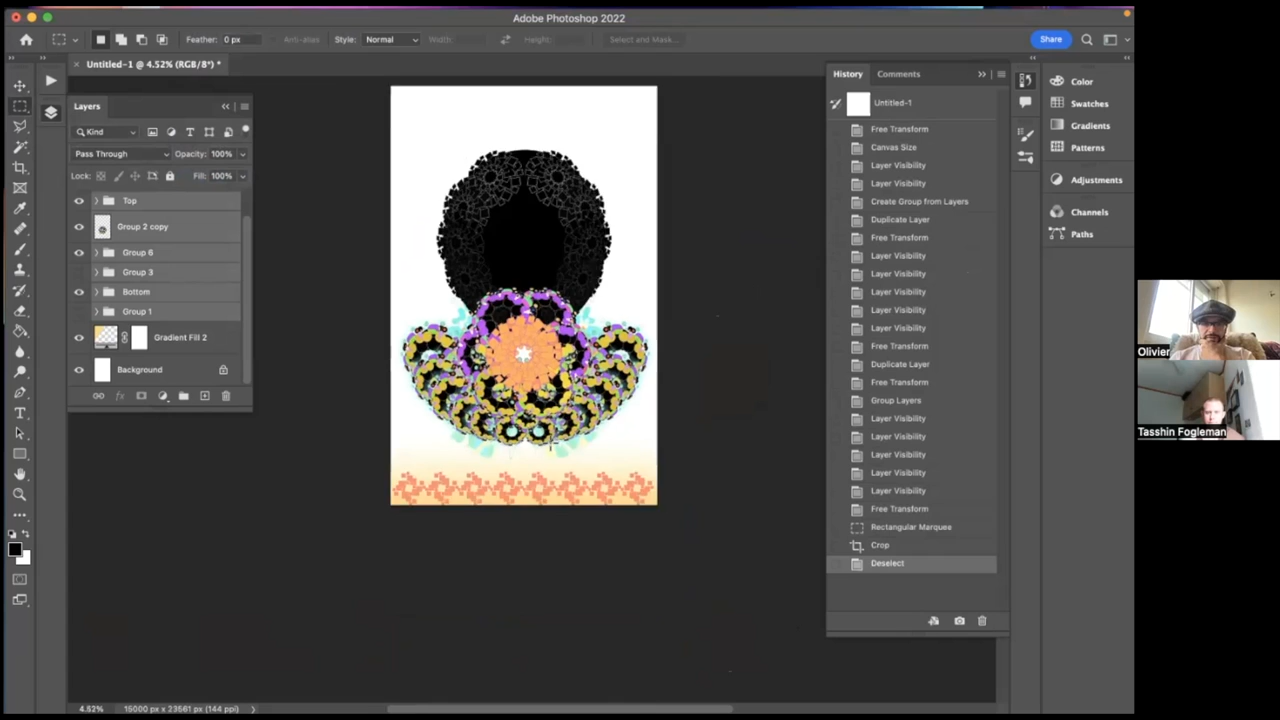 Adobe Photoshop 2022
Feather: 0 px
Anti-alias
Style: Normal
Width:
Height:
Select and Mask...
Share
Untitled-1 @ 4.52% (RGB/8*) *
Layers
Kind
Pass Through
Opacity: 100%
Lock:
Fill: 100%
Top
Group 2 copy
Group 6
Group 3
Bottom
Group 1
Gradient Fill 2
Background
History
Comments
Untitled-1
Free Transform
Canvas Size
Layer Visibility
Layer Visibility
Create Group from Layers
Duplicate Layer
Free Transform
Layer Visibility
Layer Visibility
Layer Visibility
Layer Visibility
Layer Visibility
Free Transform
Duplicate Layer
Free Transform
Group Layers
Layer Visibility
Layer Visibility
Layer Visibility
Layer Visibility
Layer Visibility
Free Transform
Rectangular Marquee
Crop
Deselect
Color
Swatches
Gradients
Patterns
Adjustments
Channels
Paths
Olivier
Tasshin Fogleman
4.52%
15000 px x 23561 px (144 ppi)